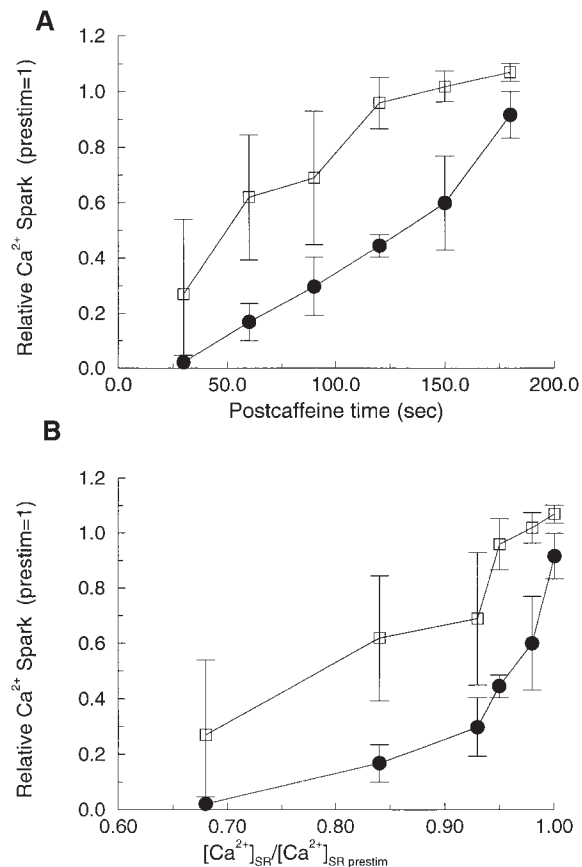 A
Relative Ca2+ Spark (prestim=1)
1.2
1.0
0.8
0.6
0.4
0.2
0.0
0.0 50.0 100.0 150.0 200.0
Postcaffeine time (sec)
B
Relative Ca2+ Spark (prestim=1)
1.2
1.0
0.8
0.6
0.4
0.2
0.0
0.60 0.70 0.80 0.90 1.00
[Ca2+]SR/[Ca2+]SR prestim